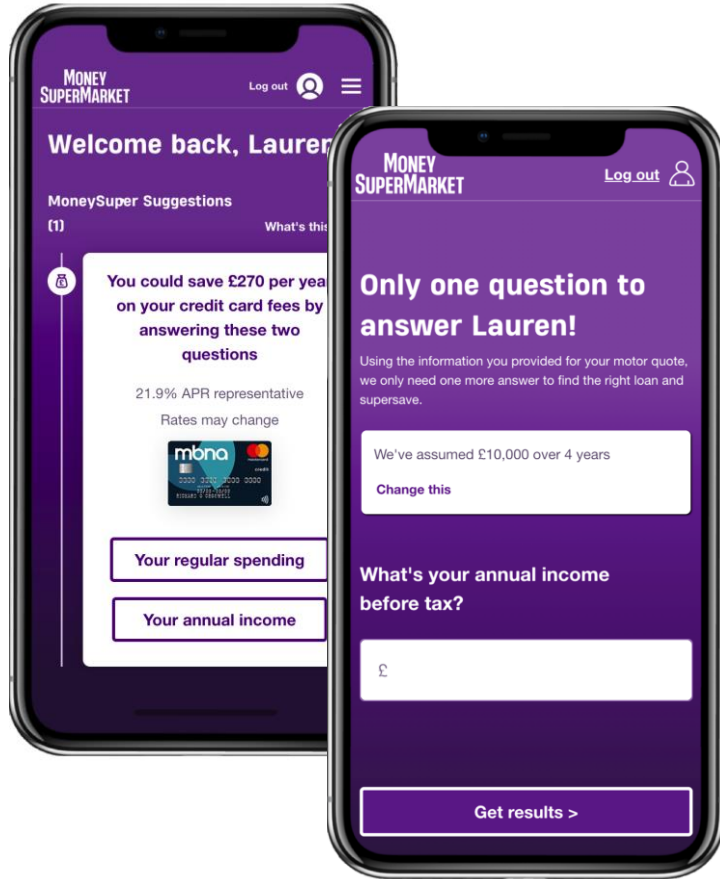 MONEY
SUPERMARKET
Log out
Welcome back, Lauren
MoneySuper Suggestions
(1)
What's this
You could save £270 per year
on your credit card fees by
answering these two
questions
21.9% APR representative
Rates may change
mbna
mastercard
credit
Your regular spending
Your annual income
MONEY
SUPERMARKET
Log out
Only one question to
answer Lauren!
Using the information you provided for your motor quote,
we only need one more answer to find the right loan and
supersave.
We've assumed £10,000 over 4 years
Change this
What's your annual income
before tax?
£
Get results >